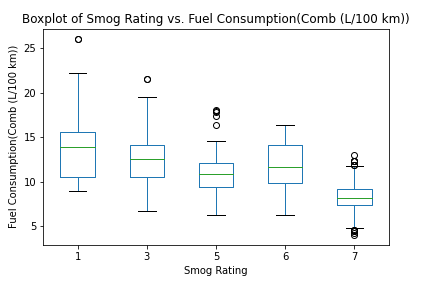 Boxplot of Smog Rating vs. Fuel Consumption(Comb (L/100 km))
Fuel Consumption(Comb (L/100 km))
25
20
15
10
5
1 3 5 6 7
Smog Rating